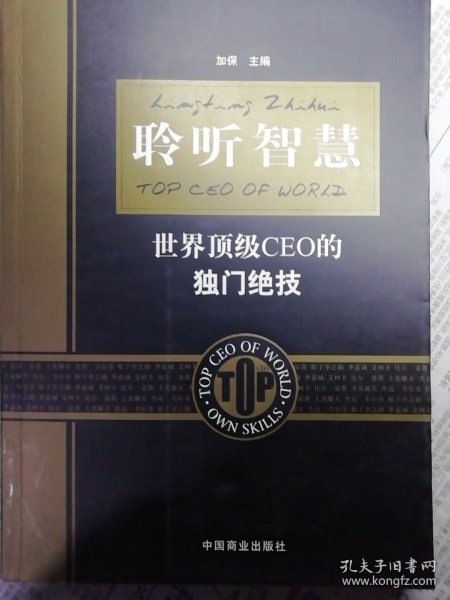 加保 主编
Lingting Zhihui
聆听智慧
TOP CEO OF WORLD
世界顶级CEO的
独门绝技
TOP CEO OF WORLD
TOP
OWN SKILLS
中国商业出版社
孔夫子旧书网
www.kongfz.com